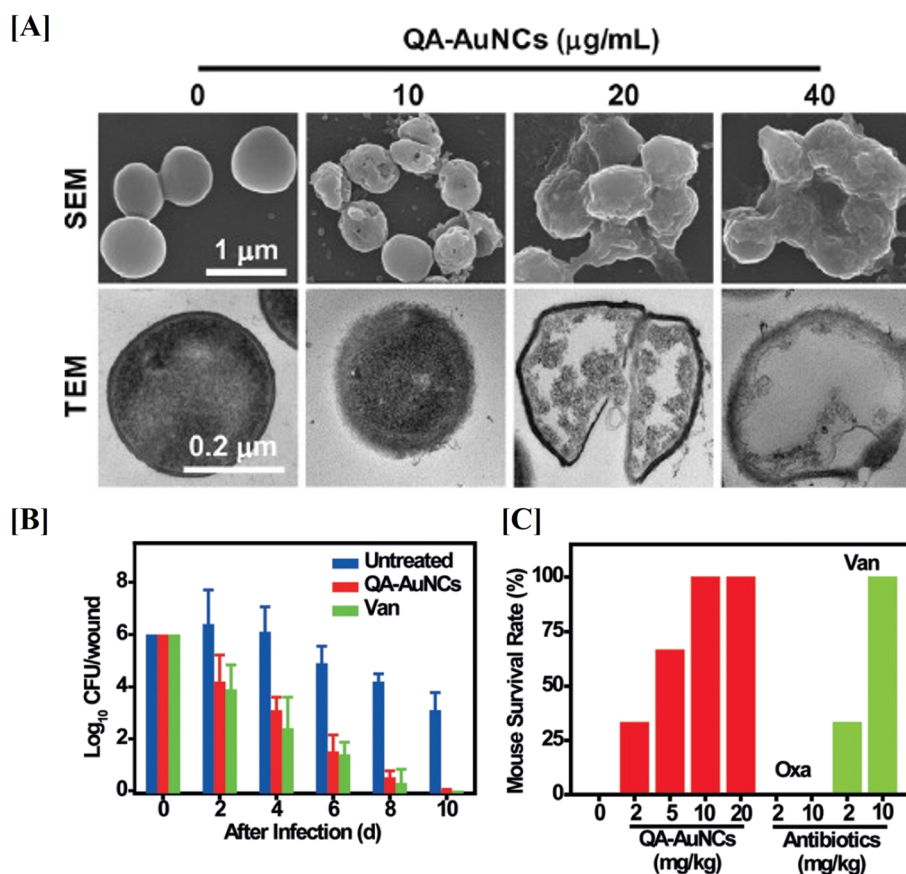 [A]
QA-AuNCs (μg/mL)
0 10 20 40
SEM
1 μm
TEM
0.2 μm
[B]
Log10 CFU/wound
8
6
4
2
0
Untreated
QA-AuNCs
Van
0 2 4 6 8 10
After Infection (d)
[C]
Mouse Survival Rate (%)
100
75
50
25
0
Van
Oxa
0 2 5 10 20 2 10 2 10
QA-AuNCs Antibiotics
(mg/kg) (mg/kg)